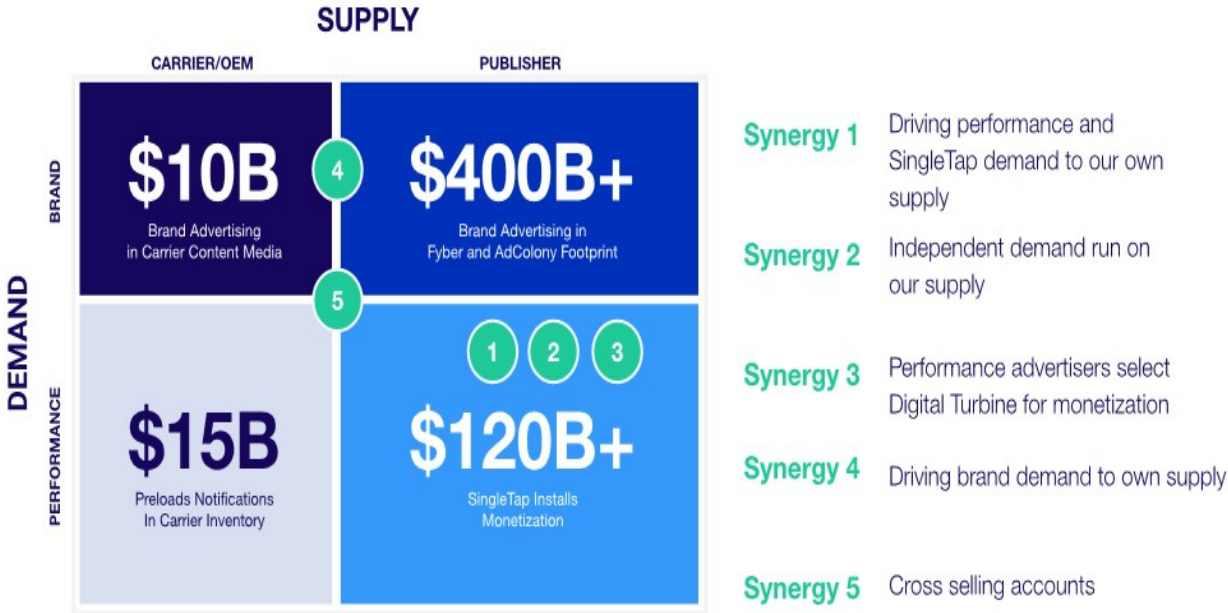 SUPPLY
CARRIER/OEM
PUBLISHER
DEMAND
BRAND
PERFORMANCE
$10B
Brand Advertising
in Carrier Content Media
4
$400B+
Brand Advertising in
Fyber and AdColony Footprint
5
$15B
Preloads Notifications
In Carrier Inventory
1
2
3
$120B+
SingleTap Installs
Monetization
Synergy 1
Driving performance and
SingleTap demand to our own
supply
Synergy 2
Independent demand run on
our supply
Synergy 3
Performance advertisers select
Digital Turbine for monetization
Synergy 4
Driving brand demand to own supply
Synergy 5
Cross selling accounts